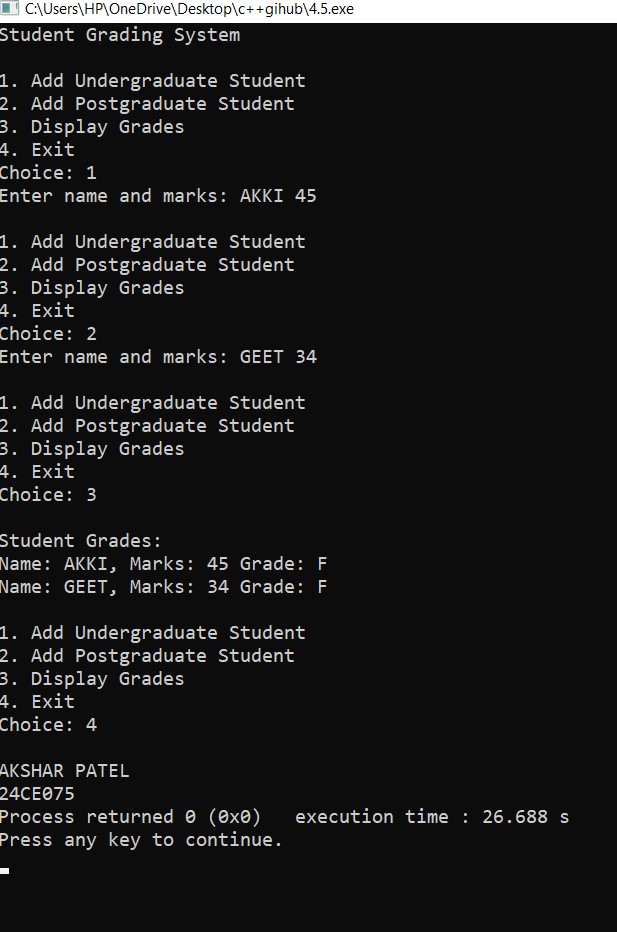 C:\Users\HP\OneDrive\Desktop\c++gihub\4.5.exe
Student Grading System
1. Add Undergraduate Student
2. Add Postgraduate Student
3. Display Grades
4. Exit
Choice: 1
Enter name and marks: AKKI 45
1. Add Undergraduate Student
2. Add Postgraduate Student
3. Display Grades
4. Exit
Choice: 2
Enter name and marks: GEET 34
1. Add Undergraduate Student
2. Add Postgraduate Student
3. Display Grades
4. Exit
Choice: 3
Student Grades:
Name: AKKI, Marks: 45 Grade: F
Name: GEET, Marks: 34 Grade: F
1. Add Undergraduate Student
2. Add Postgraduate Student
3. Display Grades
4. Exit
Choice: 4
AKSHAR PATEL
24CE075
Process returned 0 (0x0)   execution time : 26.688 s
Press any key to continue.